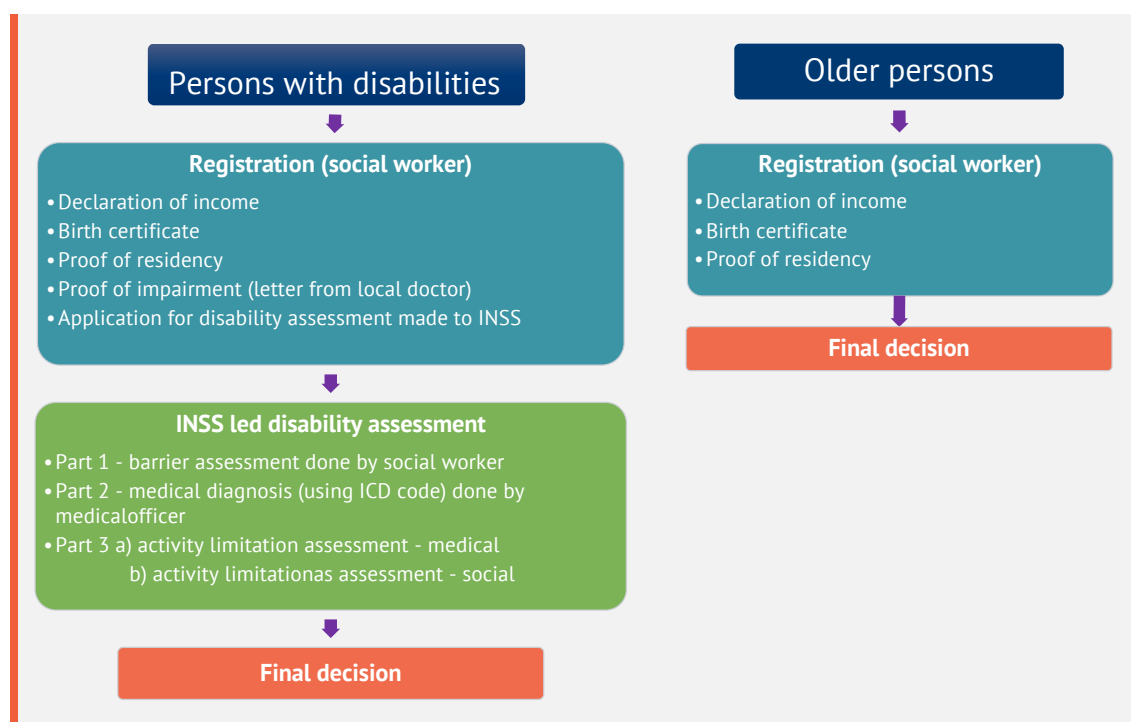 Persons with disabilities
Registration (social worker)
• Declaration of income
• Birth certificate
• Proof of residency
• Proof of impairment (letter from local doctor)
• Application for disability assessment made to INSS
INSS led disability assessment
• Part 1 - barrier assessment done by social worker
• Part 2 - medical diagnosis (using ICD code) done by
medicalofficer
• Part 3 a) activity limitation assessment - medical
b) activity limitationas assessment - social
Final decision
Older persons
Registration (social worker)
• Declaration of income
• Birth certificate
• Proof of residency
Final decision